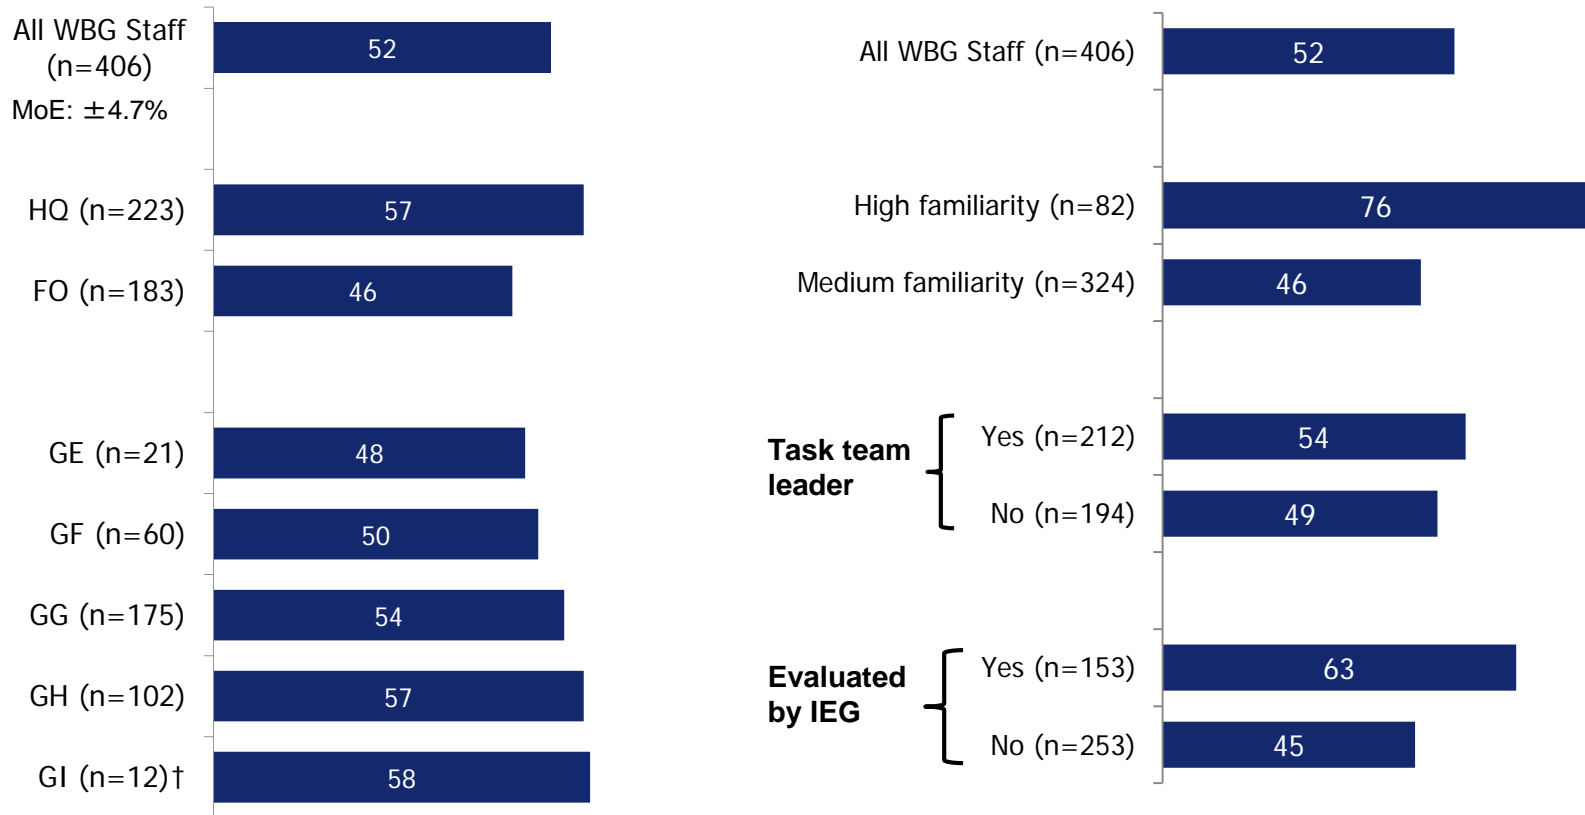 All WBG Staff
(n=406)
52
MoE: ±4.7%
HQ (n=223)
57
FO (n=183)
46
GE (n=21)
48
GF (n=60)
50
GG (n=175)
54
GH (n=102)
57
GI (n=12)†
58
All WBG Staff (n=406)
52
High familiarity (n=82)
76
Medium familiarity (n=324)
46
Task team
leader
Yes (n=212)
54
No (n=194)
49
Evaluated
by IEG
Yes (n=153)
63
No (n=253)
45